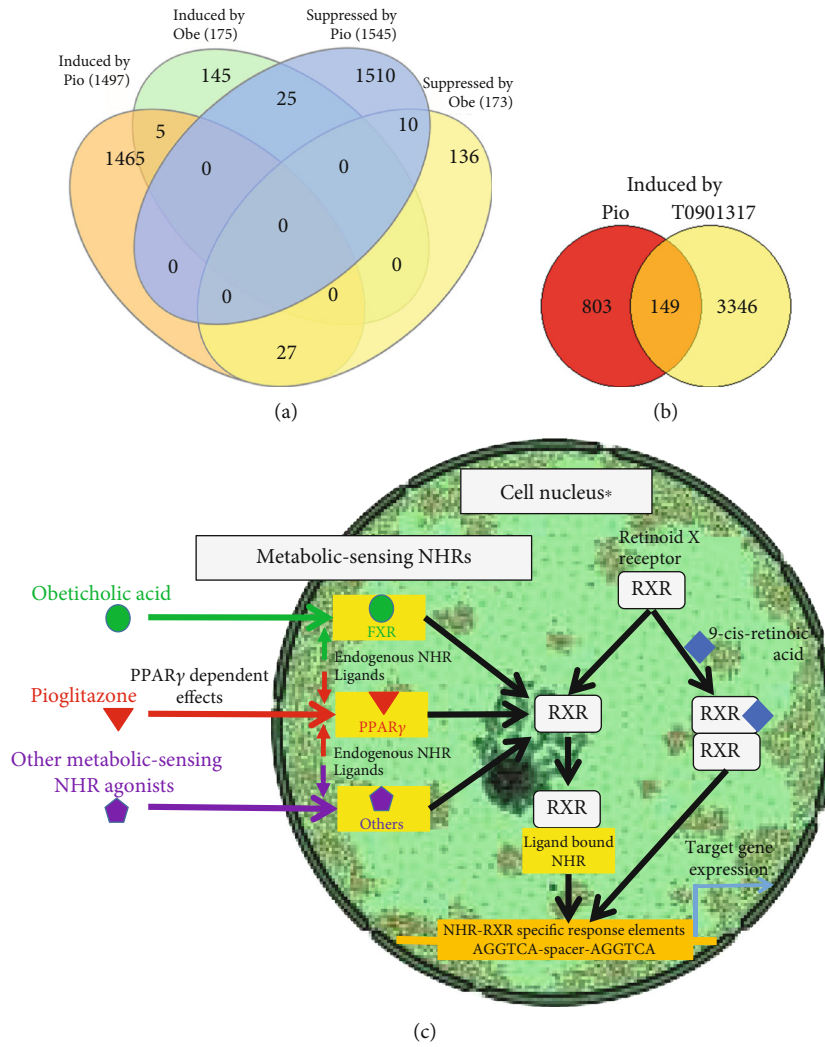 Induced by
Obe (175)
Suppressed by
Pio (1545)
Induced by
Pio (1497)
Suppressed by
Obe (173)
145
1510
25
5
10
1465
136
0
0
0
0
0
0
0
27
(a)
Induced by
Pio
T0901317
803
149
3346
(b)
Cell nucleus*
Metabolic-sensing NHRs
Retinoid X
receptor
RXR
Obeticholic acid
FXR
9-cis-retinoic
acid
Endogenous NHR
Ligands
PPARγ dependent
effects
Pioglitazone
PPARγ
RXR
RXR
RXR
Endogenous NHR
Ligands
Other metabolic-sensing
NHR agonists
Others
RXR
Ligand bound
NHR
Target gene
expression
NHR-RXR specific response elements
AGGTCA-spacer-AGGTCA
(c)